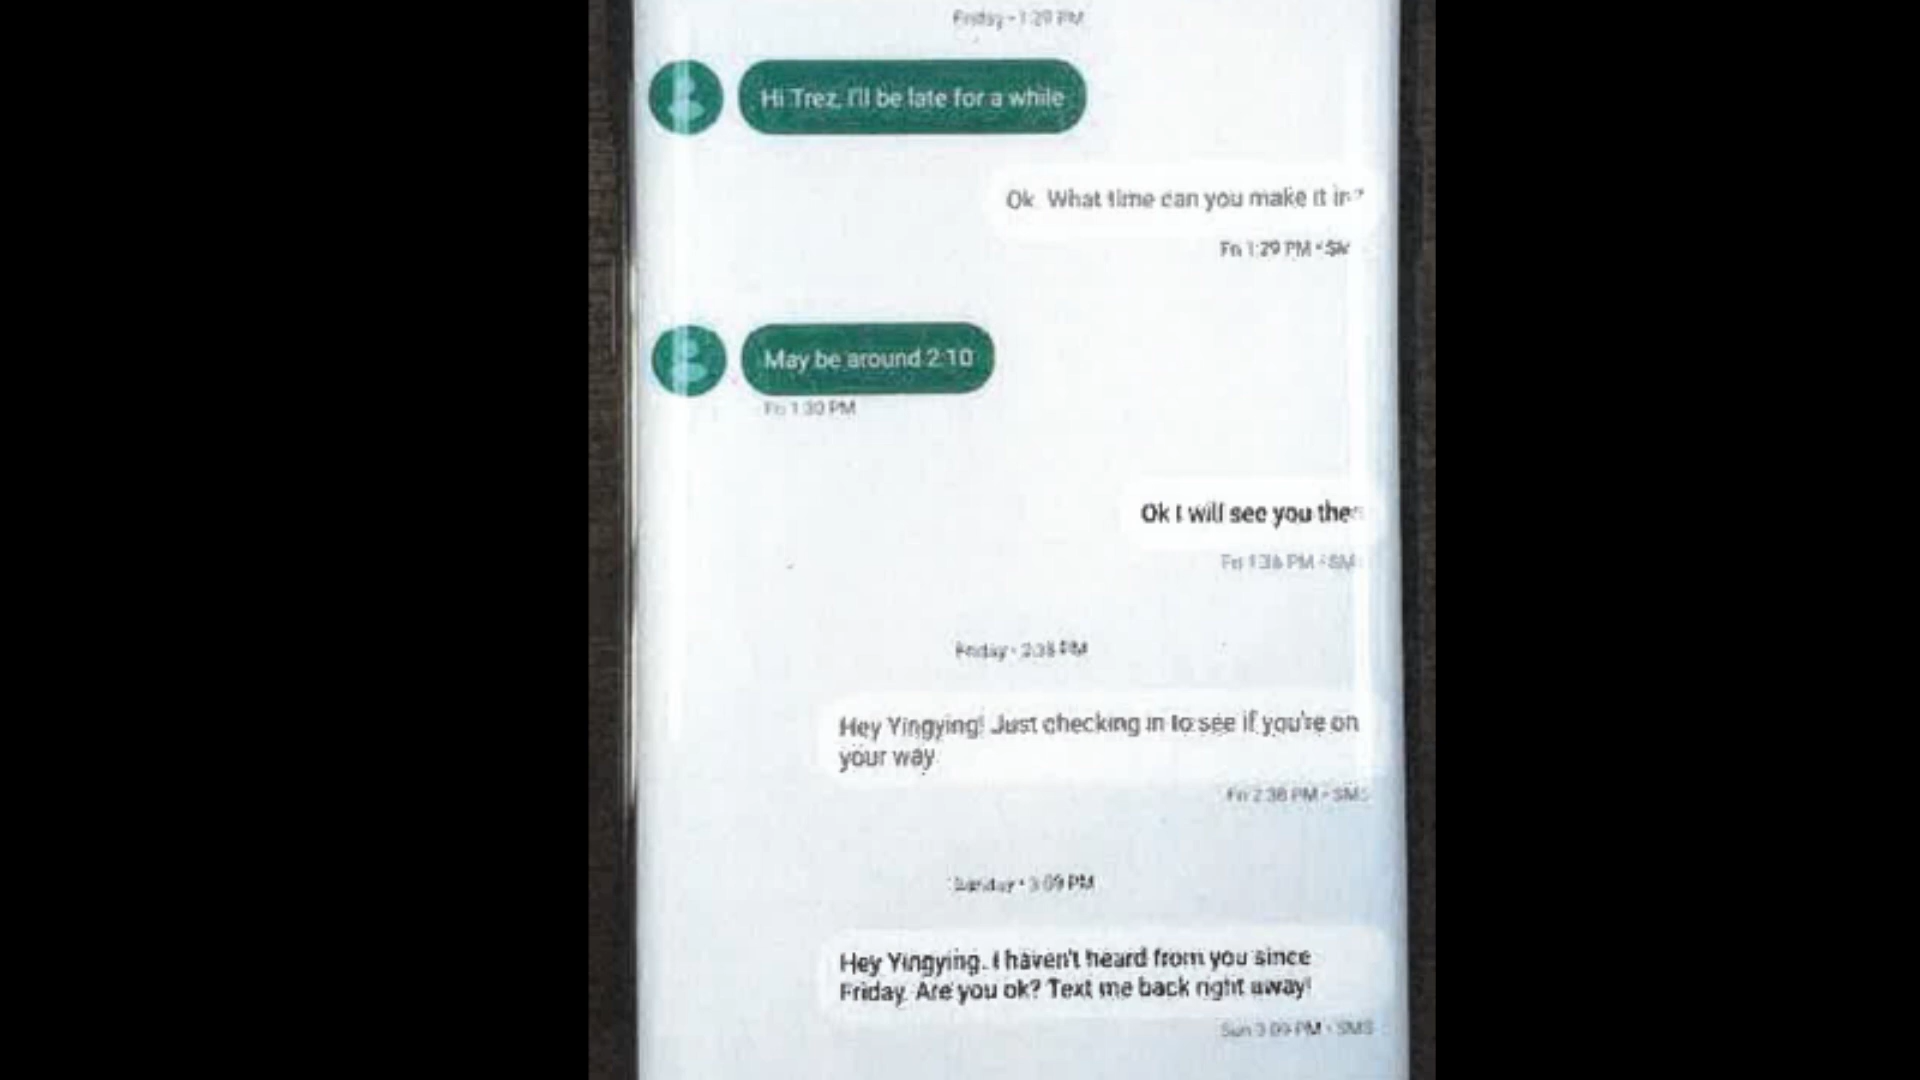 Friday • 1:29 PM
Hi Trez, I'll be late for a while
Ok. What time can you make it in?
Fri 1:29 PM • SM
May be around 2:10
Fri 1:30 PM
Ok I will see you then
Fri PM • SM
Friday • 2:38 PM
Hey Yingying! Just checking in to see if you're on
your way.
Fri 2:38 PM • SMS
Sunday • 3:09 PM
Hey Yingying. I haven't heard from you since
Friday. Are you ok? Text me back right away!
Sun 3:09 PM • SMS